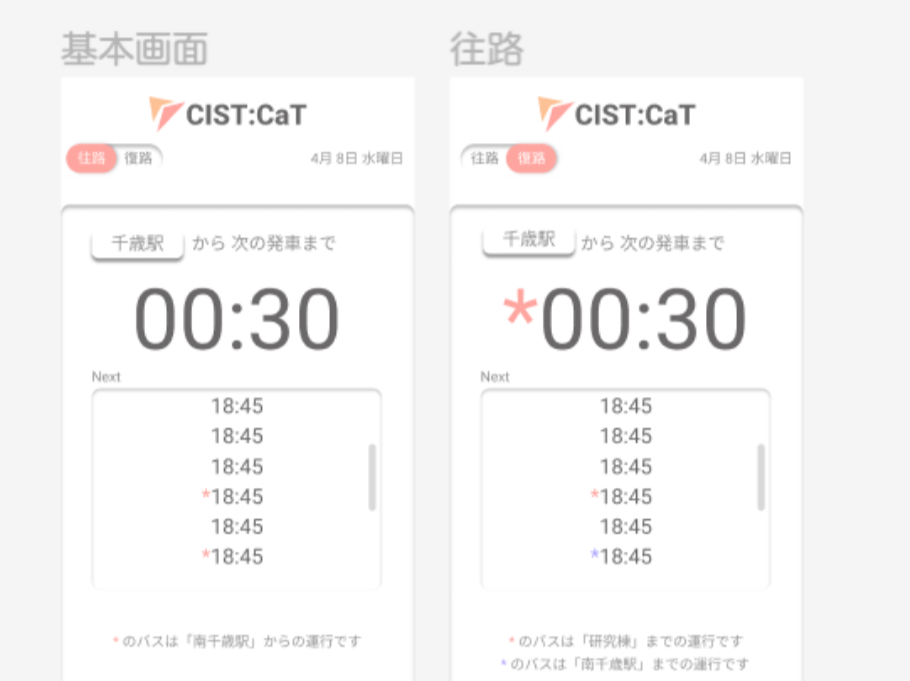 基本画面
CIST:CaT
往路 復路
4月 8日 水曜日
千歳駅 から 次の発車まで
00:30
Next
18:45
18:45
18:45
*18:45
18:45
*18:45
* のバスは「南千歳駅」からの運行です
往路
CIST:CaT
往路 復路
4月 8日 水曜日
千歳駅 から 次の発車まで
*00:30
Next
18:45
18:45
18:45
*18:45
18:45
*18:45
* のバスは「研究棟」までの運行です
* のバスは「南千歳駅」までの運行です